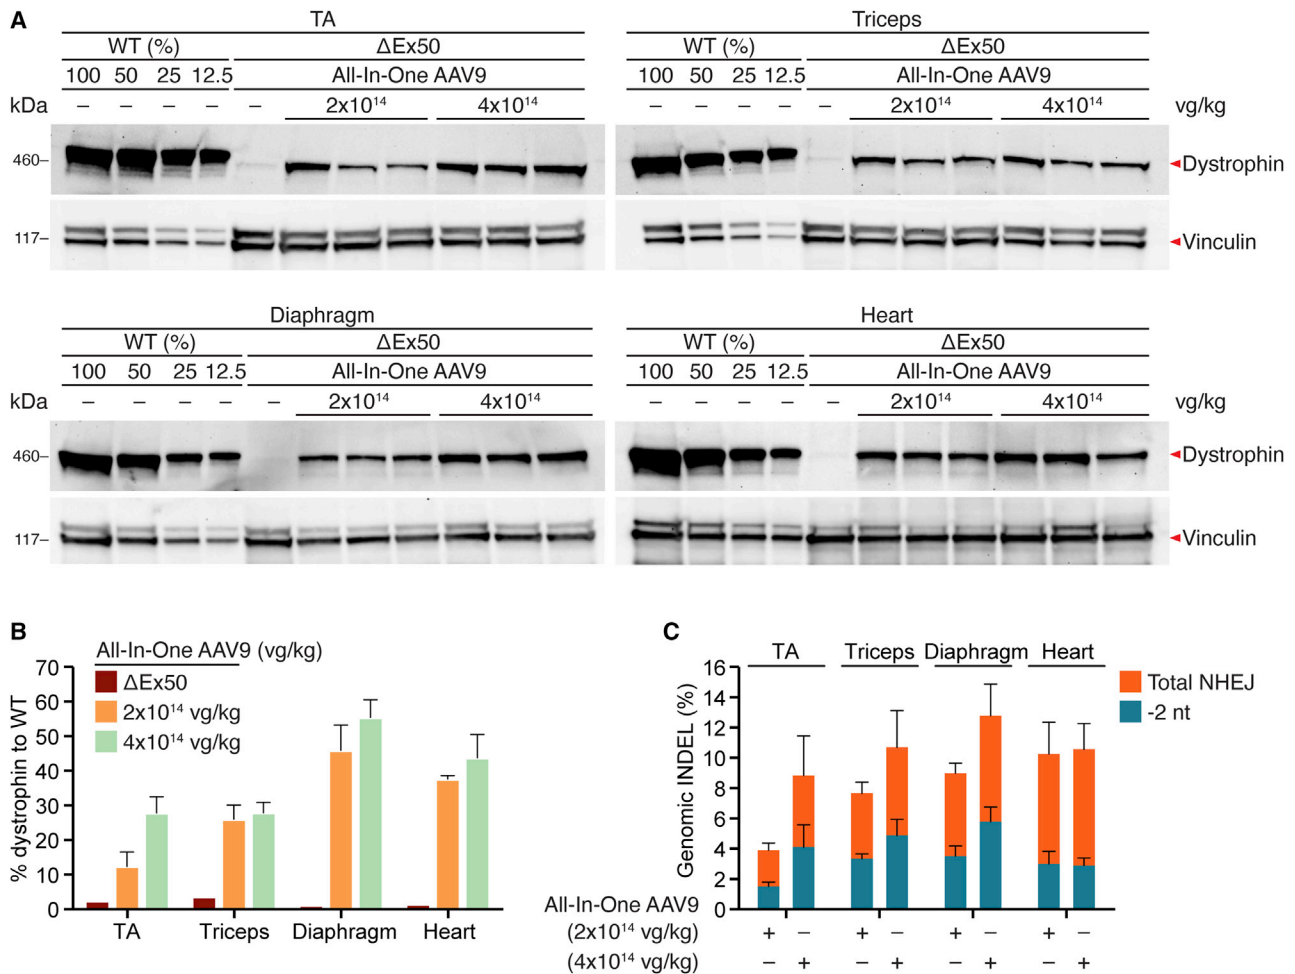 A
TA
Triceps
WT (%)
ΔEx50
WT (%)
ΔEx50
100 50 25 12.5
All-In-One AAV9
100 50 25 12.5
All-In-One AAV9
kDa
– – – – – 2x10¹⁴ 4x10¹⁴
– – – – – 2x10¹⁴ 4x10¹⁴
vg/kg
460–
Dystrophin
117–
Vinculin
Diaphragm
Heart
WT (%)
ΔEx50
WT (%)
ΔEx50
100 50 25 12.5
All-In-One AAV9
100 50 25 12.5
All-In-One AAV9
kDa
– – – – – 2x10¹⁴ 4x10¹⁴
– – – – – 2x10¹⁴ 4x10¹⁴
vg/kg
460–
Dystrophin
117–
Vinculin
B
All-In-One AAV9 (vg/kg)
ΔEx50
2x10¹⁴ vg/kg
4x10¹⁴ vg/kg
% dystrophin to WT
70
60
50
40
30
20
10
0
TA Triceps Diaphragm Heart
C
TA Triceps Diaphragm Heart
Total NHEJ
-2 nt
Genomic INDEL (%)
16
14
12
10
8
6
4
2
0
All-In-One AAV9
(2x10¹⁴ vg/kg) + – + – + – + –
(4x10¹⁴ vg/kg) – + – + – + – +